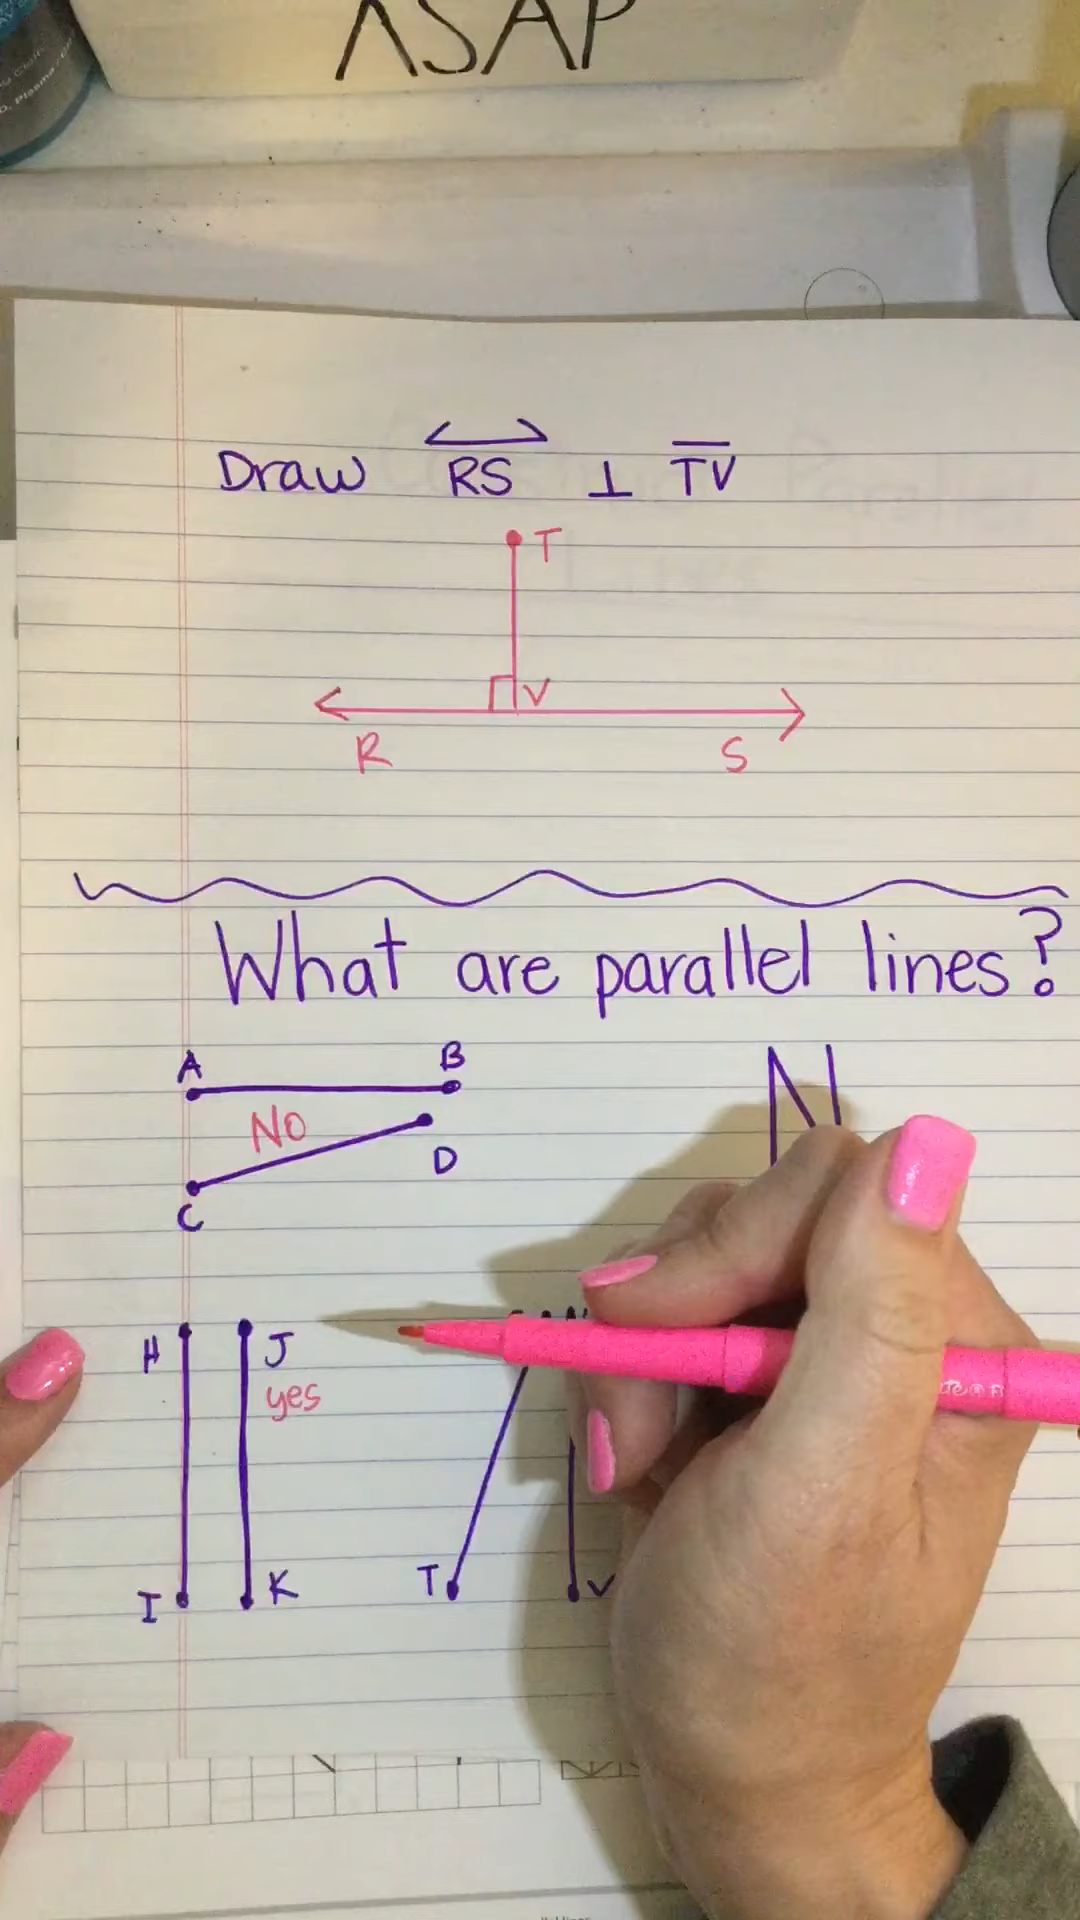 ASAP
Draw RS ⊥ TV
T
V
R S
What are parallel lines?
A B
NO
D
C
N
H J
yes
T V
I K